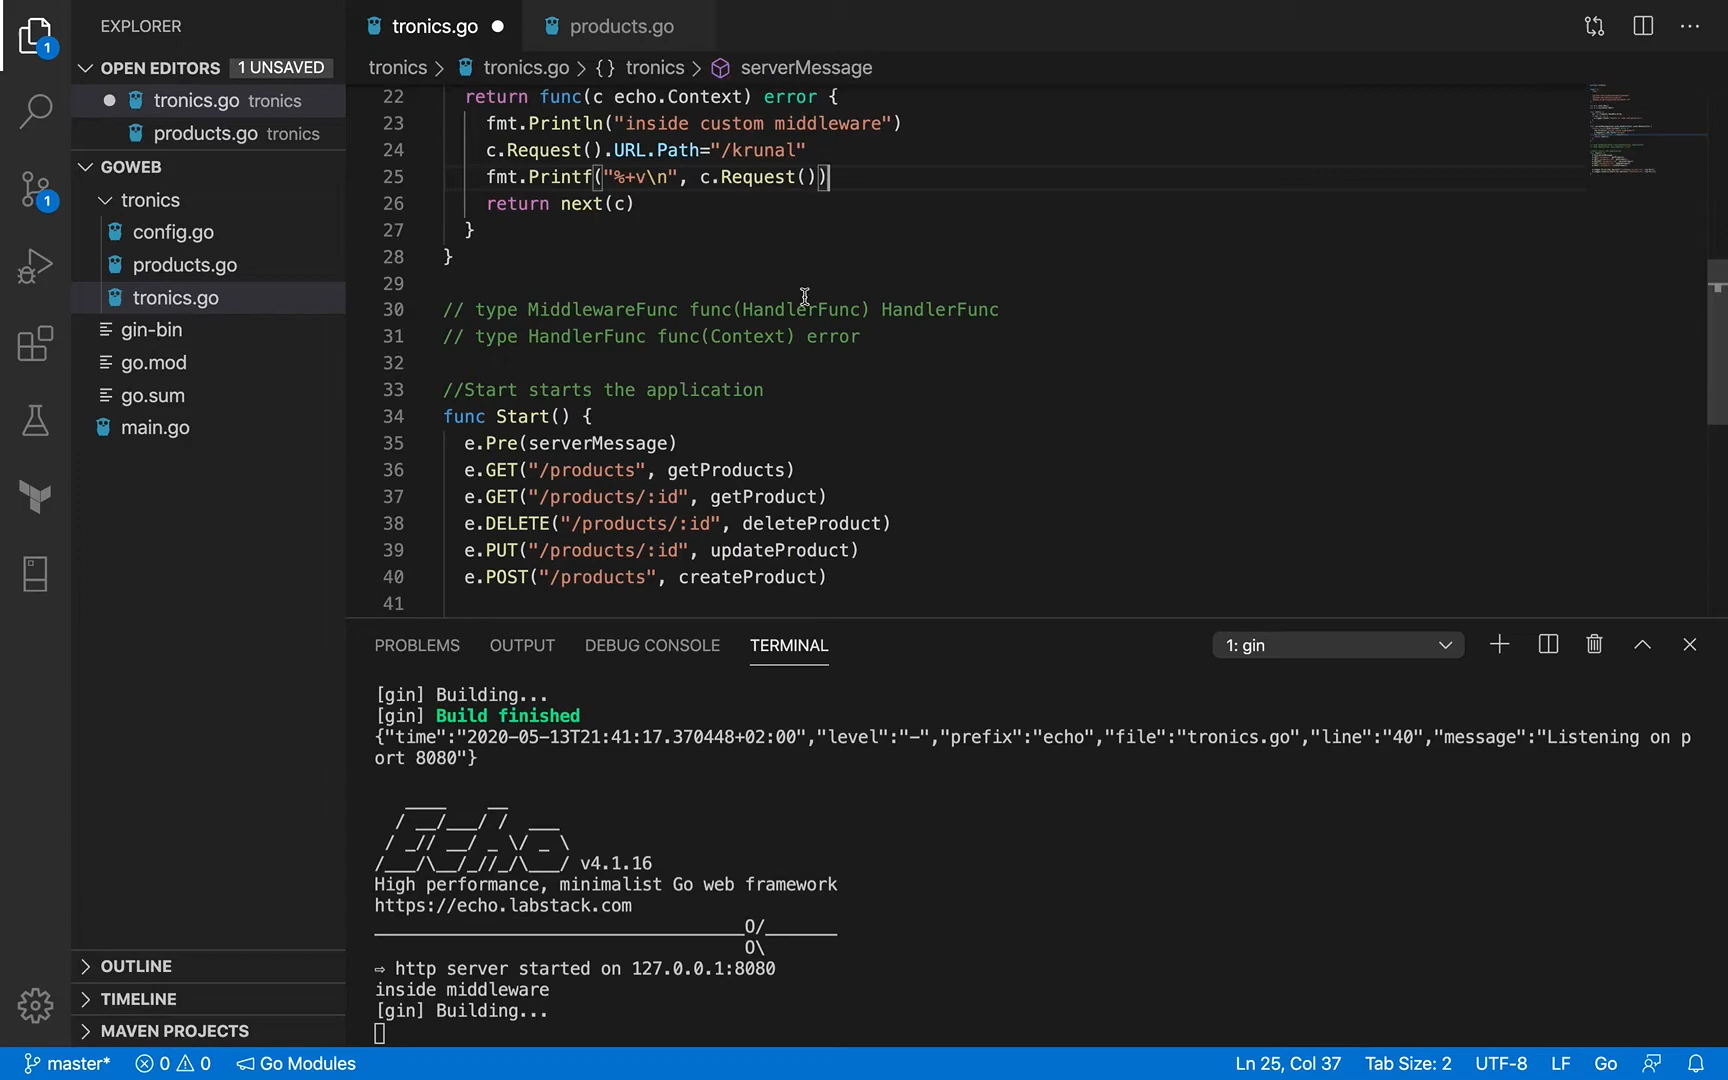 EXPLORER
tronics.go
products.go
OPEN EDITORS 1 UNSAVED
tronics.go tronics
products.go tronics
GOWEB
tronics
config.go
products.go
tronics.go
gin-bin
go.mod
go.sum
main.go
OUTLINE
TIMELINE
MAVEN PROJECTS
1
1
tronics > tronics.go > {} tronics > serverMessage
22 return func(c echo.Context) error {
23 fmt.Println("inside custom middleware")
24 c.Request().URL.Path="/krunal"
25 fmt.Printf("%+v\n", c.Request())
26 return next(c)
27 }
28 }
29
30 // type MiddlewareFunc func(HandlerFunc) HandlerFunc
31 // type HandlerFunc func(Context) error
32
33 //Start starts the application
34 func Start() {
35 e.Pre(serverMessage)
36 e.GET("/products", getProducts)
37 e.GET("/products/:id", getProduct)
38 e.DELETE("/products/:id", deleteProduct)
39 e.PUT("/products/:id", updateProduct)
40 e.POST("/products", createProduct)
41
PROBLEMS OUTPUT DEBUG CONSOLE TERMINAL 1: gin
[gin] Building...
[gin] Build finished
{"time":"2020-05-13T21:41:17.370448+02:00","level":"-","prefix":"echo","file":"tronics.go","line":"40","message":"Listening on p
ort 8080"}
Echo v4.1.16
High performance, minimalist Go web framework
https://echo.labstack.com
____________________________________O/_______
O\
⇨ http server started on 127.0.0.1:8080
inside middleware
[gin] Building...
master* 0 0 Go Modules Ln 25, Col 37 Tab Size: 2 UTF-8 LF Go